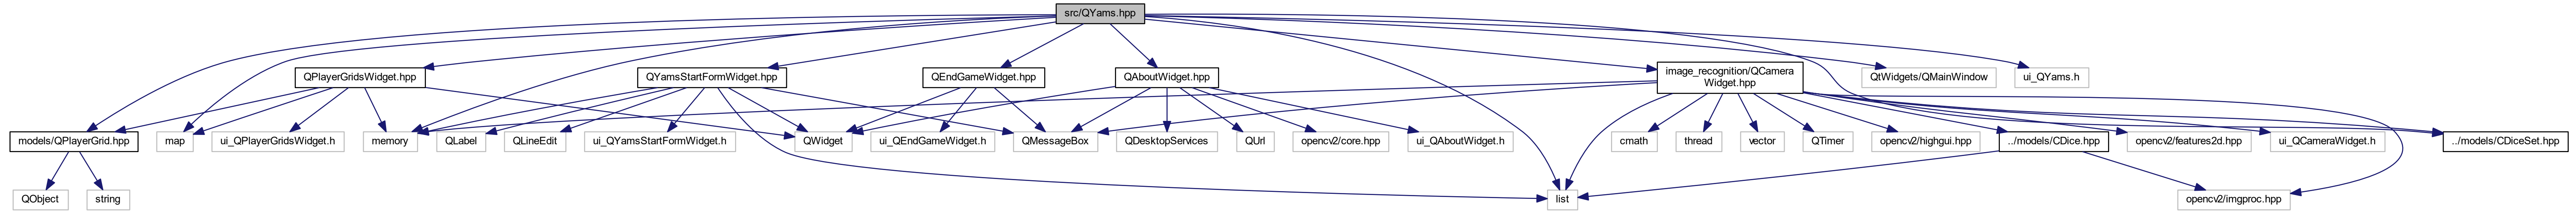 src/QYams.hpp
QPlayerGridsWidget.hpp
QYamsStartFormWidget.hpp
QEndGameWidget.hpp
QAboutWidget.hpp
image_recognition/QCamera
Widget.hpp
QtWidgets/QMainWindow
ui_QYams.h
models/QPlayerGrid.hpp
map
ui_QPlayerGridsWidget.h
memory
QLabel
QLineEdit
ui_QYamsStartFormWidget.h
QWidget
ui_QEndGameWidget.h
QMessageBox
QDesktopServices
QUrl
opencv2/core.hpp
ui_QAboutWidget.h
cmath
thread
vector
QTimer
opencv2/highgui.hpp
../models/CDice.hpp
opencv2/features2d.hpp
ui_QCameraWidget.h
../models/CDiceSet.hpp
QObject
string
list
opencv2/imgproc.hpp